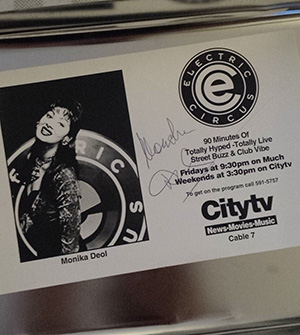 ELECTRIC CIRCUS
e
90 Minutes Of
Totally Hyped -Totally Live
Street Buzz & Club Vibe
Fridays at 9:30pm on Much
Weekends at 3:30pm on Citytv
To get on the program call 591-5757
Citytv
News•Movies•Music
Cable 7
Monika Deol